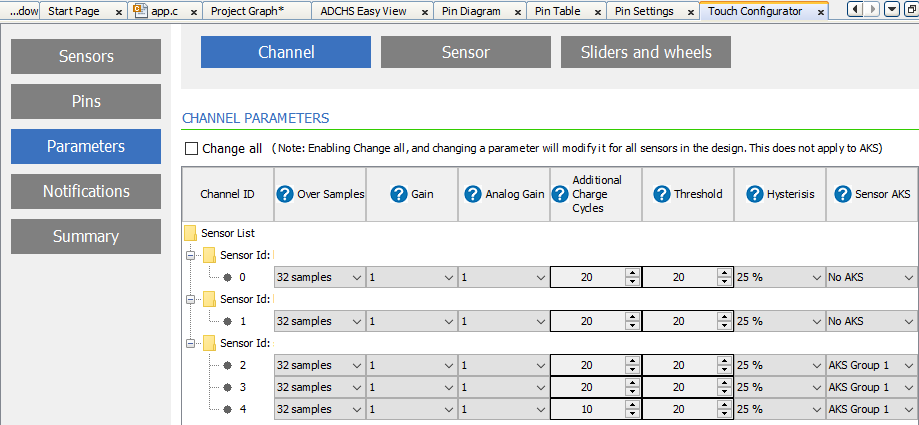 ...dow Start Page app.c Project Graph* ADCHS Easy View Pin Diagram Pin Table Pin Settings Touch Configurator
Sensors
Pins
Parameters
Notifications
Summary
Channel Sensor Sliders and wheels
CHANNEL PARAMETERS
Change all (Note: Enabling Change all, and changing a parameter will modify it for all sensors in the design. This does not apply to AKS)
Channel ID ? Over Samples ? Gain ? Analog Gain ? Additional Charge Cycles ? Threshold ? Hysterisis ? Sensor AKS
Sensor List
Sensor Id:
0 32 samples 1 1 20 20 25 % No AKS
Sensor Id:
1 32 samples 1 1 20 20 25 % No AKS
Sensor Id:
2 32 samples 1 1 20 20 25 % AKS Group 1
3 32 samples 1 1 20 20 25 % AKS Group 1
4 32 samples 1 1 10 20 25 % AKS Group 1